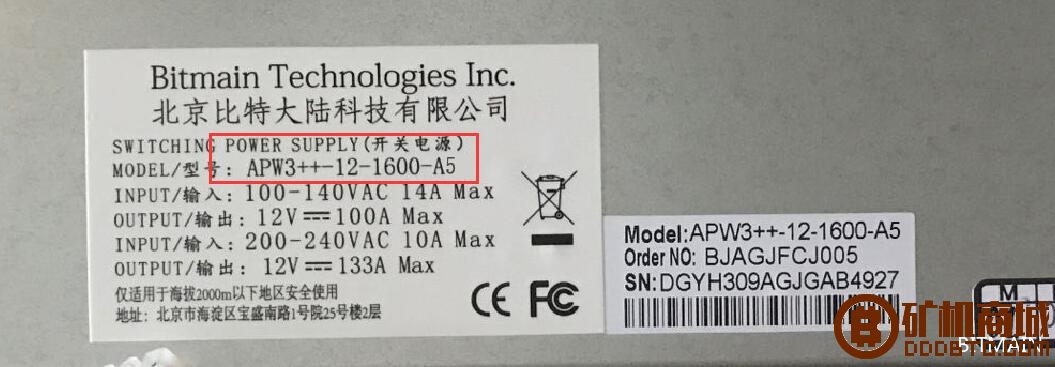 Bitmain Technologies Inc.
北京比特大陆科技有限公司
SWITCHING POWER SUPPLY(开关电源)
MODEL/型号: APW3++-12-1600-A5
INPUT/输入: 100-140VAC 14A Max
OUTPUT/输出: 12V⎓100A Max
INPUT/输入: 200-240VAC 10A Max
OUTPUT/输出: 12V⎓133A Max
仅适用于海拔2000m以下地区安全使用
地址: 北京市海淀区宝盛南路1号院25号楼2层
CE FC
Model:APW3++-12-1600-A5
Order NO: BJAGJFCJ005
SN:DGYH309AGJGAB4927
M
矿机商城
BITMAIN